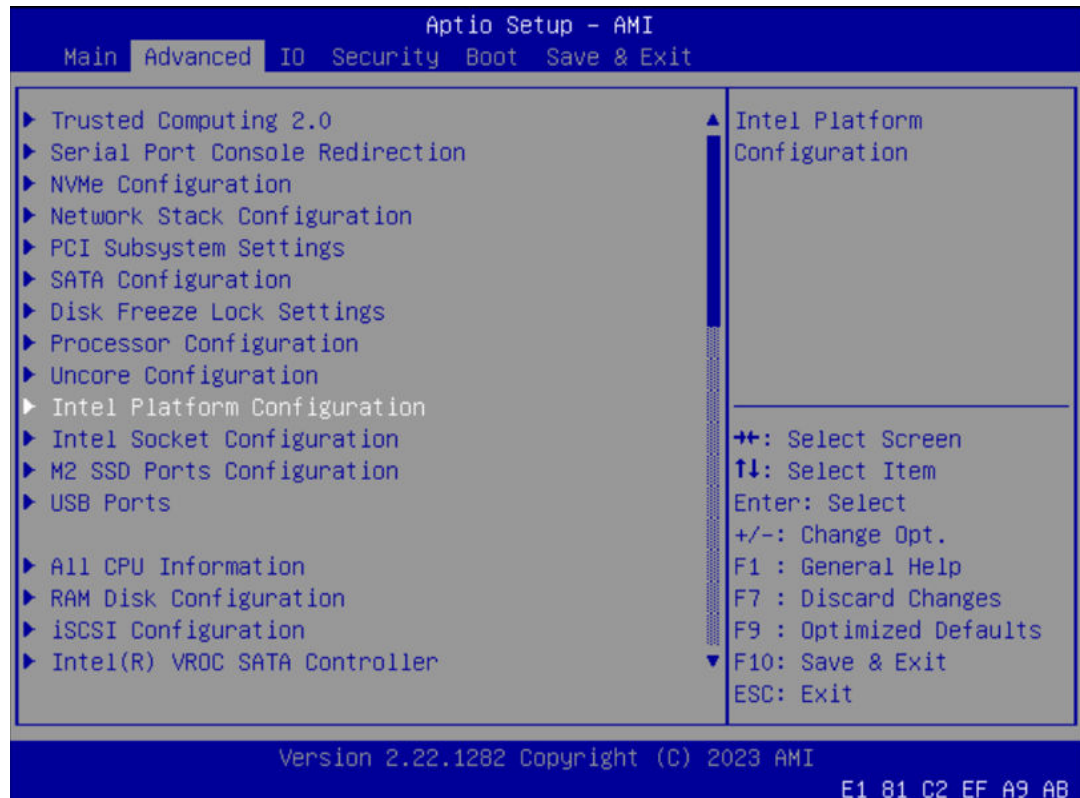 Aptio Setup – AMI
Main Advanced IO Security Boot Save & Exit
Trusted Computing 2.0
Serial Port Console Redirection
NVMe Configuration
Network Stack Configuration
PCI Subsystem Settings
SATA Configuration
Disk Freeze Lock Settings
Processor Configuration
Uncore Configuration
Intel Platform Configuration
Intel Socket Configuration
M2 SSD Ports Configuration
USB Ports
All CPU Information
RAM Disk Configuration
iSCSI Configuration
Intel(R) VROC SATA Controller
Intel Platform
Configuration
→←: Select Screen
↑↓: Select Item
Enter: Select
+/-: Change Opt.
F1 : General Help
F7 : Discard Changes
F9 : Optimized Defaults
F10: Save & Exit
ESC: Exit
Version 2.22.1282 Copyright (C) 2023 AMI
E1 81 C2 EF A9 AB